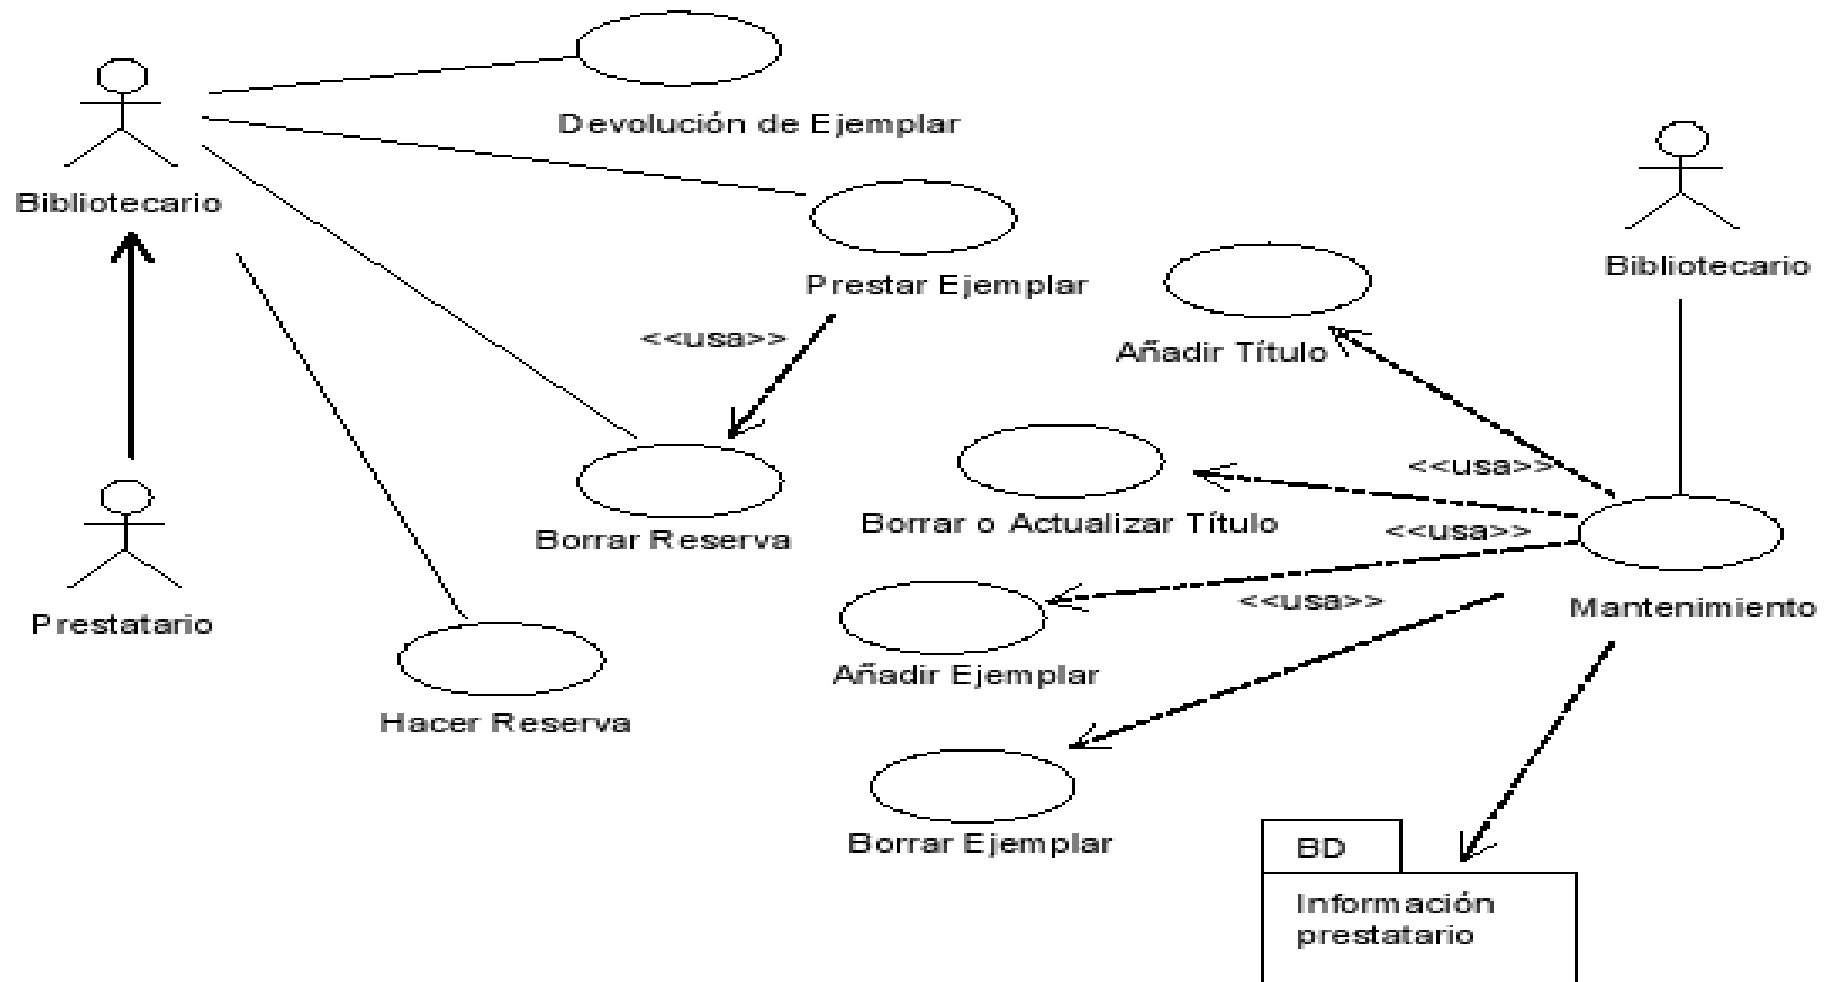 Devolución de Ejemplar
Bibliotecario
Bibliotecario
Prestar Ejemplar
<<usa>>
Añadir Título
<<usa>>
Borrar o Actualizar Título
<<usa>>
Borrar Reserva
<<usa>>
Mantenimiento
Prestatario
Añadir Ejemplar
Hacer Reserva
Borrar Ejemplar
BD
Información
prestatario